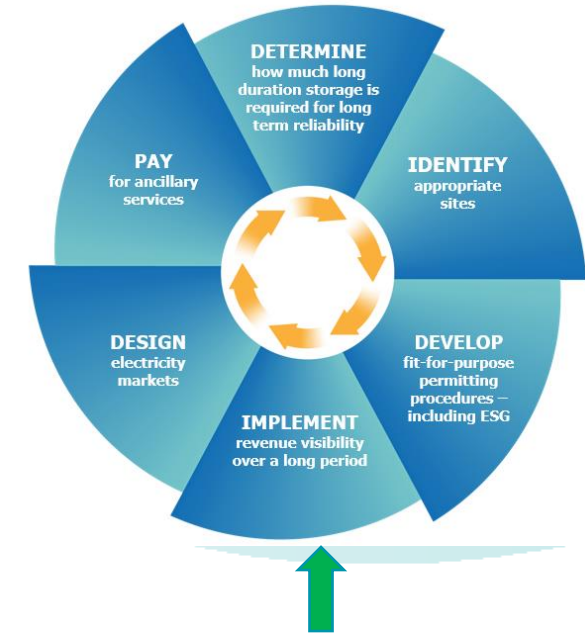 DETERMINE
how much long
duration storage is
required for long
term reliability
IDENTIFY
appropriate
sites
DEVELOP
fit-for-purpose
permitting
procedures –
including ESG
IMPLEMENT
revenue visibility
over a long period
DESIGN
electricity
markets
PAY
for ancillary
services